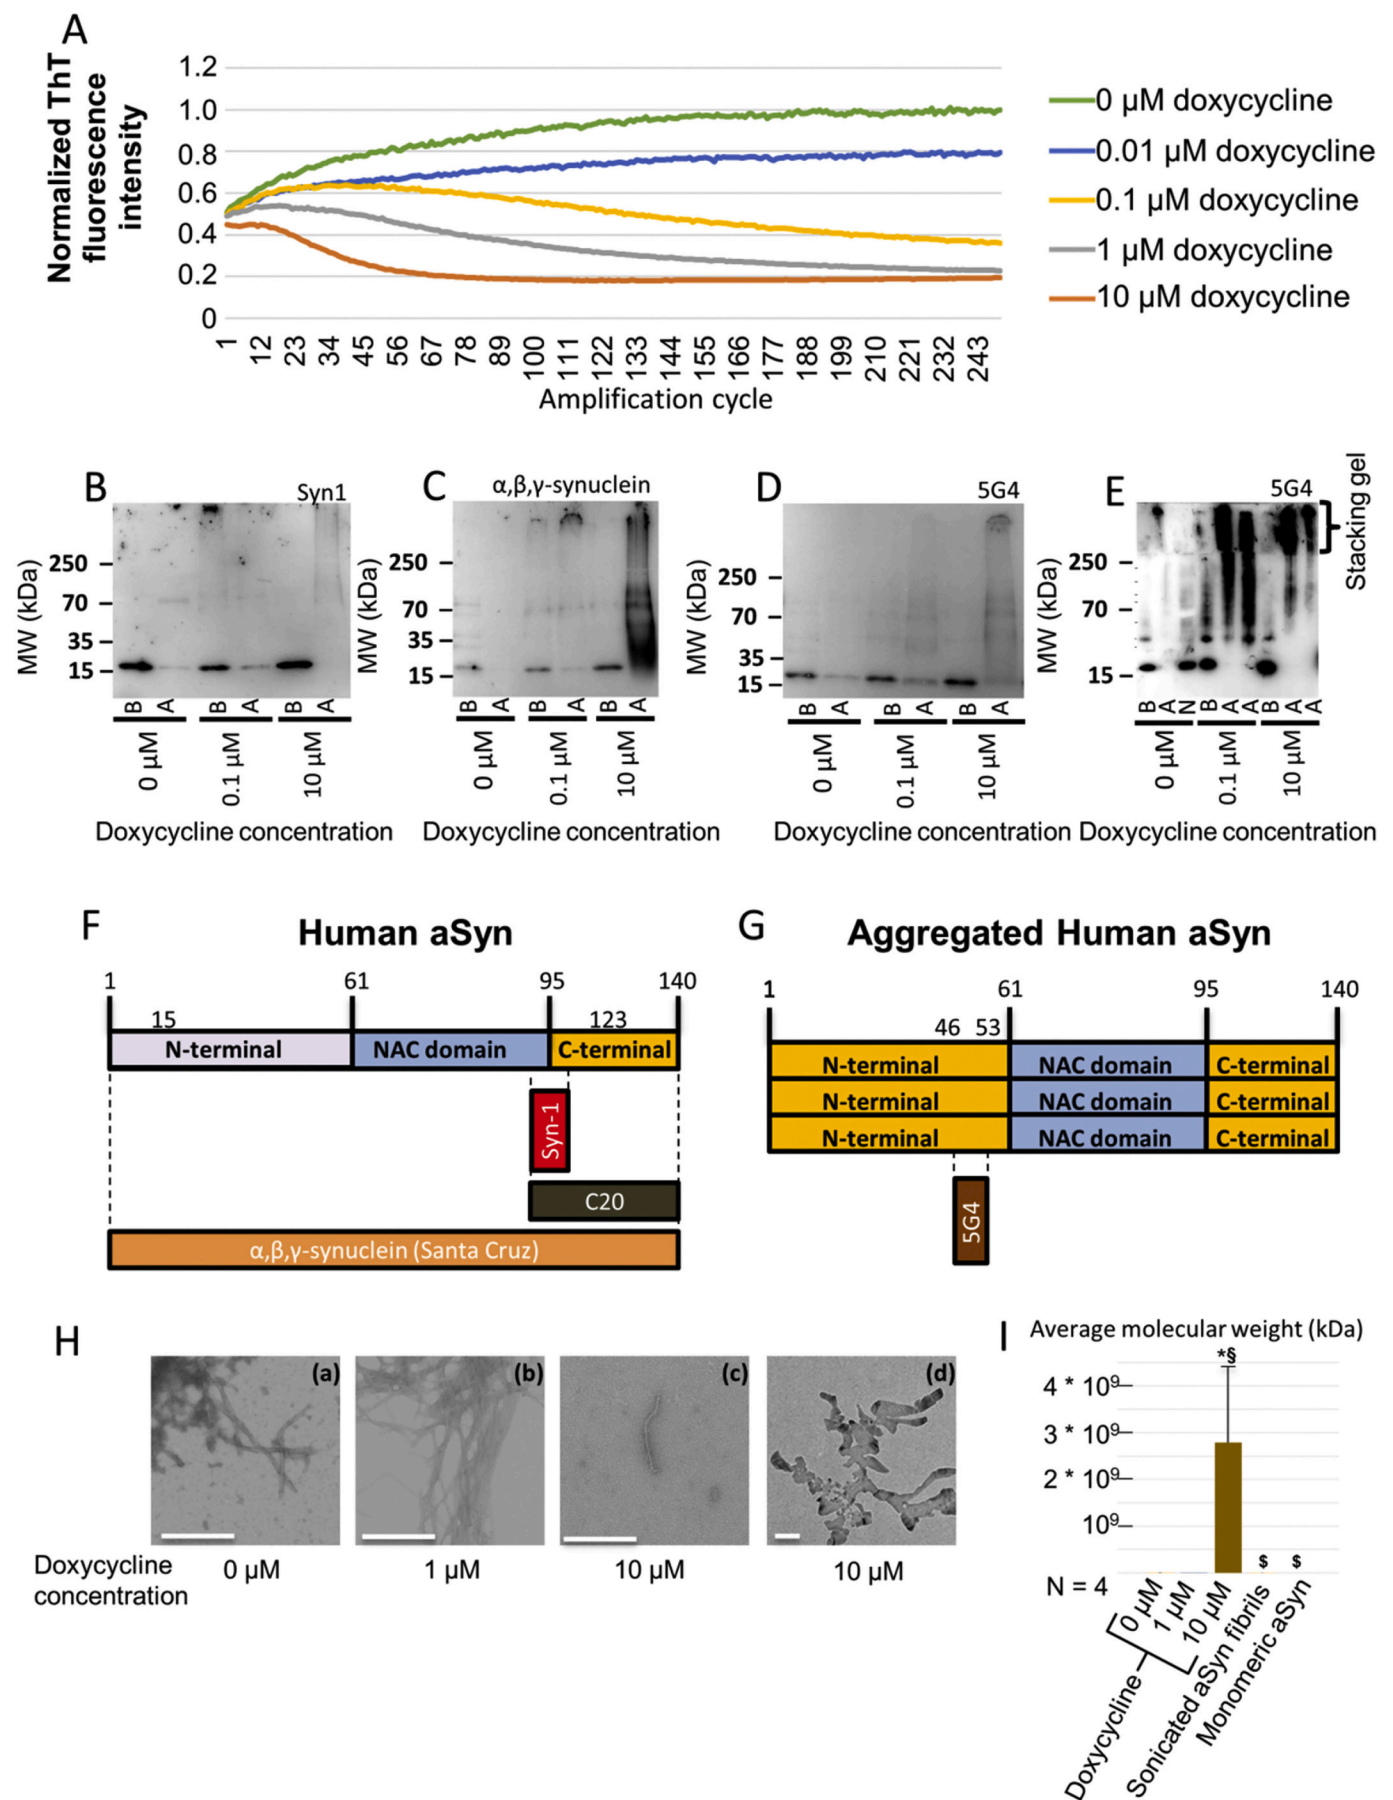 A
Normalized ThT
fluorescence
intensity
1.2
1.0
0.8
0.6
0.4
0.2
0
1 12 23 34 45 56 67 78 89 100 111 122 133 144 155 166 177 188 199 210 221 232 243
Amplification cycle
0 µM doxycycline
0.01 µM doxycycline
0.1 µM doxycycline
1 µM doxycycline
10 µM doxycycline
B
Syn1
MW (kDa)
250
70
35
15
B A B A B A
0 µM 0.1 µM 10 µM
Doxycycline concentration
C
α,β,γ-synuclein
MW (kDa)
250
70
35
15
B A B A B A
0 µM 0.1 µM 10 µM
Doxycycline concentration
D
5G4
MW (kDa)
250
70
35
15
B A B A B A
0 µM 0.1 µM 10 µM
Doxycycline concentration
E
5G4
Stacking gel
MW (kDa)
250
70
15
B A N B A A B A A
0 µM 0.1 µM 10 µM
Doxycycline concentration
F
Human aSyn
1 61 95 140
15 123
N-terminal NAC domain C-terminal
Syn-1
C20
α,β,γ-synuclein (Santa Cruz)
G
Aggregated Human aSyn
1 61 95 140
46 53
N-terminal NAC domain C-terminal
N-terminal NAC domain C-terminal
N-terminal NAC domain C-terminal
5G4
H
(a) (b) (c) (d)
Doxycycline
concentration
0 µM 1 µM 10 µM 10 µM
I
Average molecular weight (kDa)
*§
4 * 10⁹
3 * 10⁹
2 * 10⁹
10⁹
$ $
N = 4
0 µM
1 µM
10 µM
Sonicated aSyn fibrils
Monomeric aSyn
Doxycycline